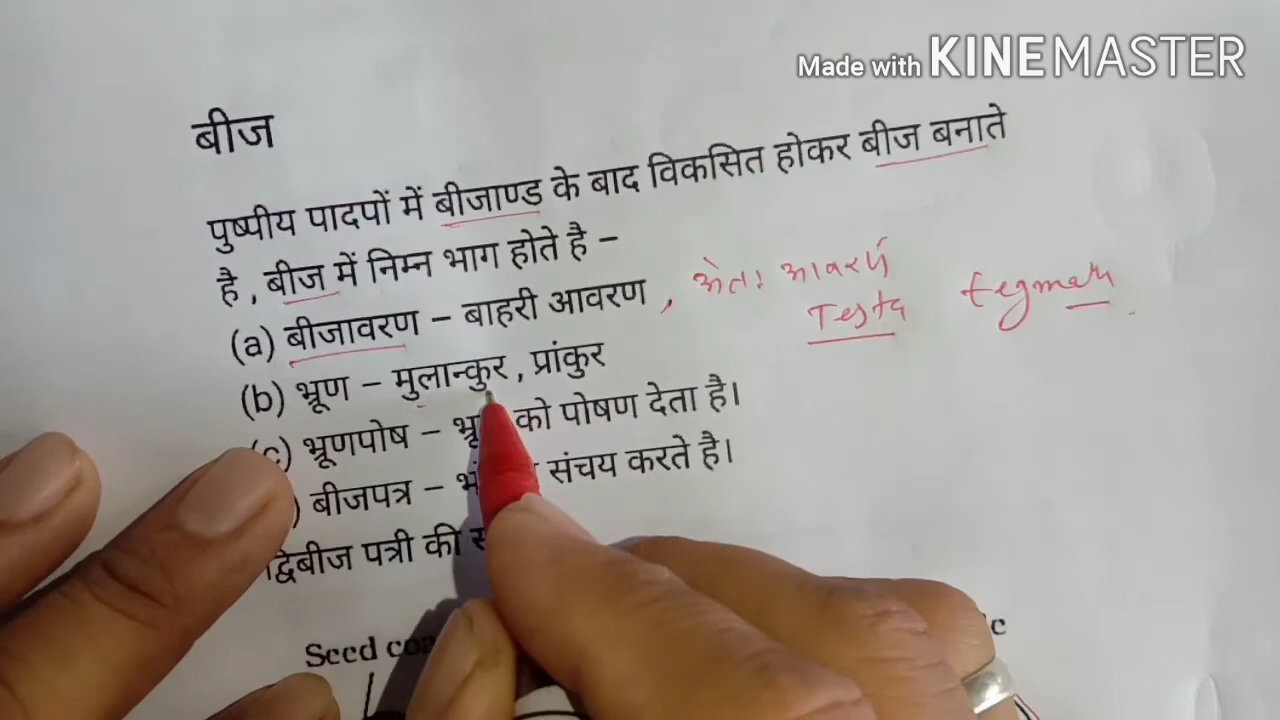 Made with KINEMASTER
बीज
पुष्पीय पादपों में बीजाण्ड के बाद विकसित होकर बीज बनाते
है , बीज में निम्न भाग होते है –
(a) बीजावरण – बाहरी आवरण , आवरण Testa tegmen
(b) भ्रूण – मुलान्कुर , प्रांकुर
(c) भ्रूणपोष – को पोषण देता है।
बीजपत्र – संचय करते है।
द्विबीज पत्री की
Seed